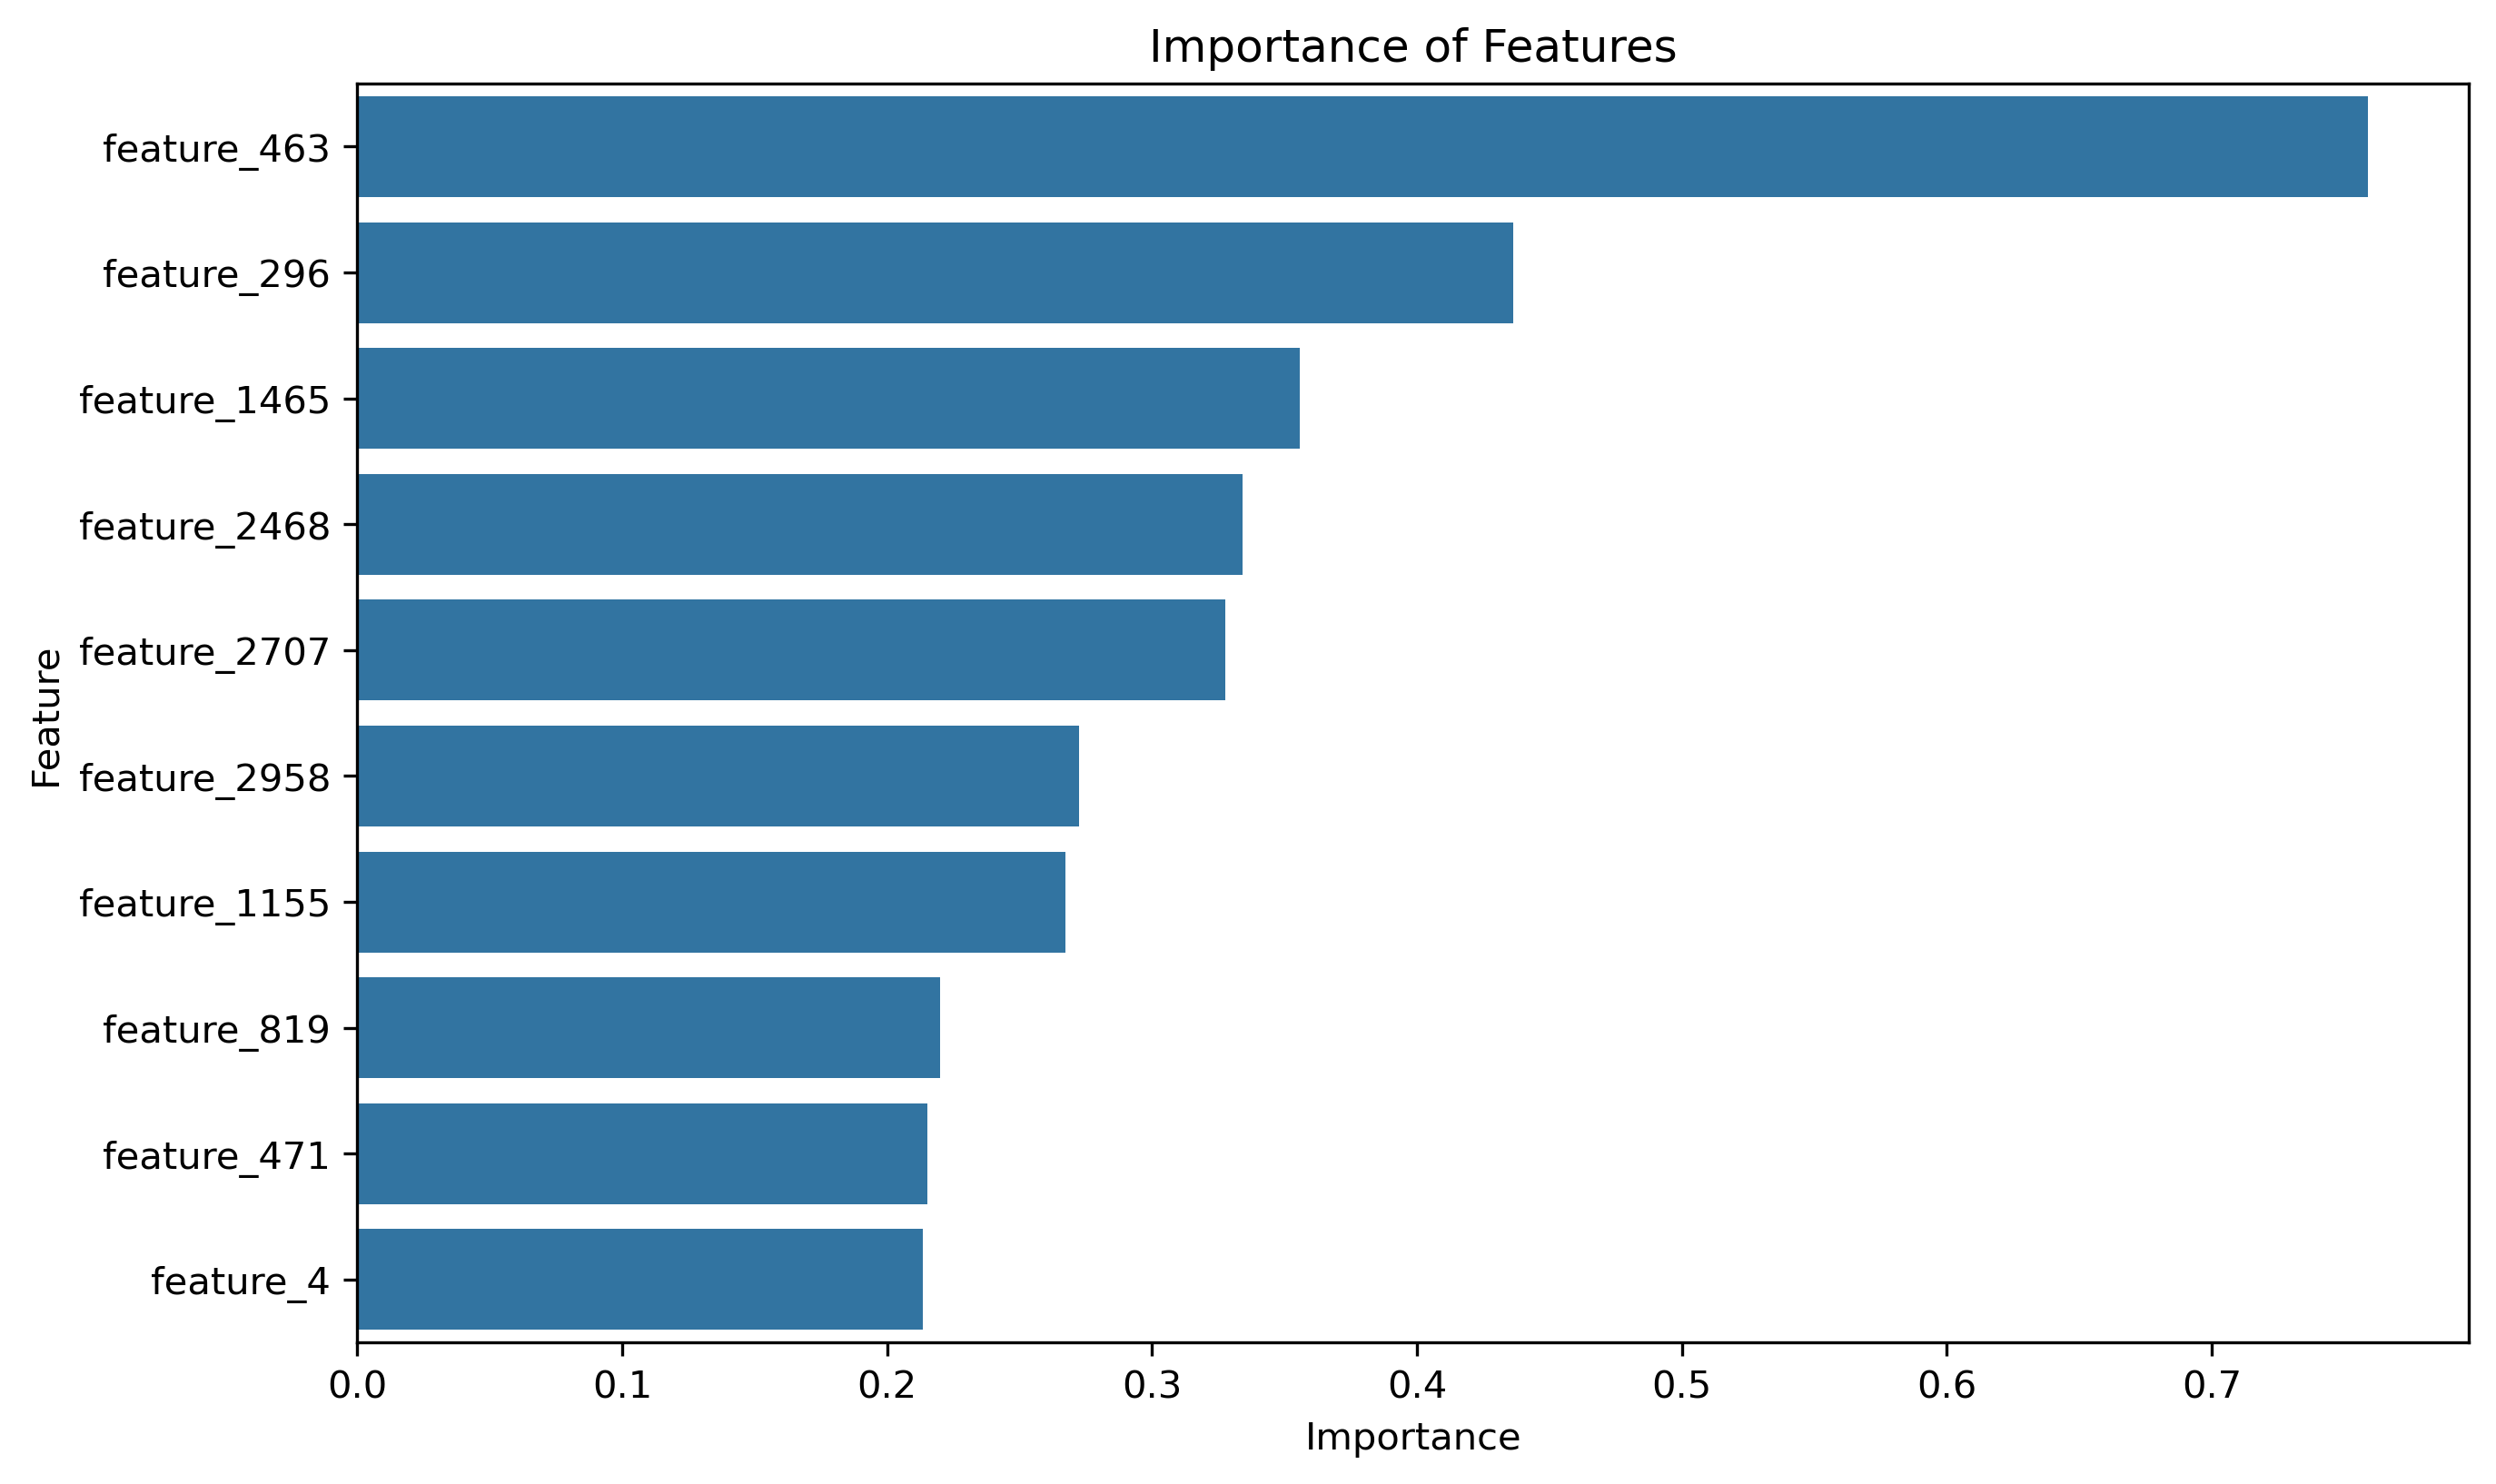 Importance of Features
Feature
feature_463
feature_296
feature_1465
feature_2468
feature_2707
feature_2958
feature_1155
feature_819
feature_471
feature_4
0.0 0.1 0.2 0.3 0.4 0.5 0.6 0.7
Importance